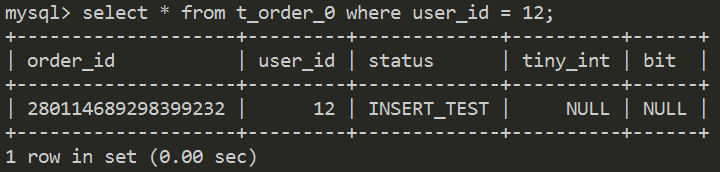 mysql> select * from t_order_0 where user_id = 12;
+--------------------+---------+-------------+----------+------+
| order_id           | user_id | status      | tiny_int | bit  |
+--------------------+---------+-------------+----------+------+
| 280114689298399232 |      12 | INSERT_TEST |     NULL | NULL |
+--------------------+---------+-------------+----------+------+
1 row in set (0.00 sec)